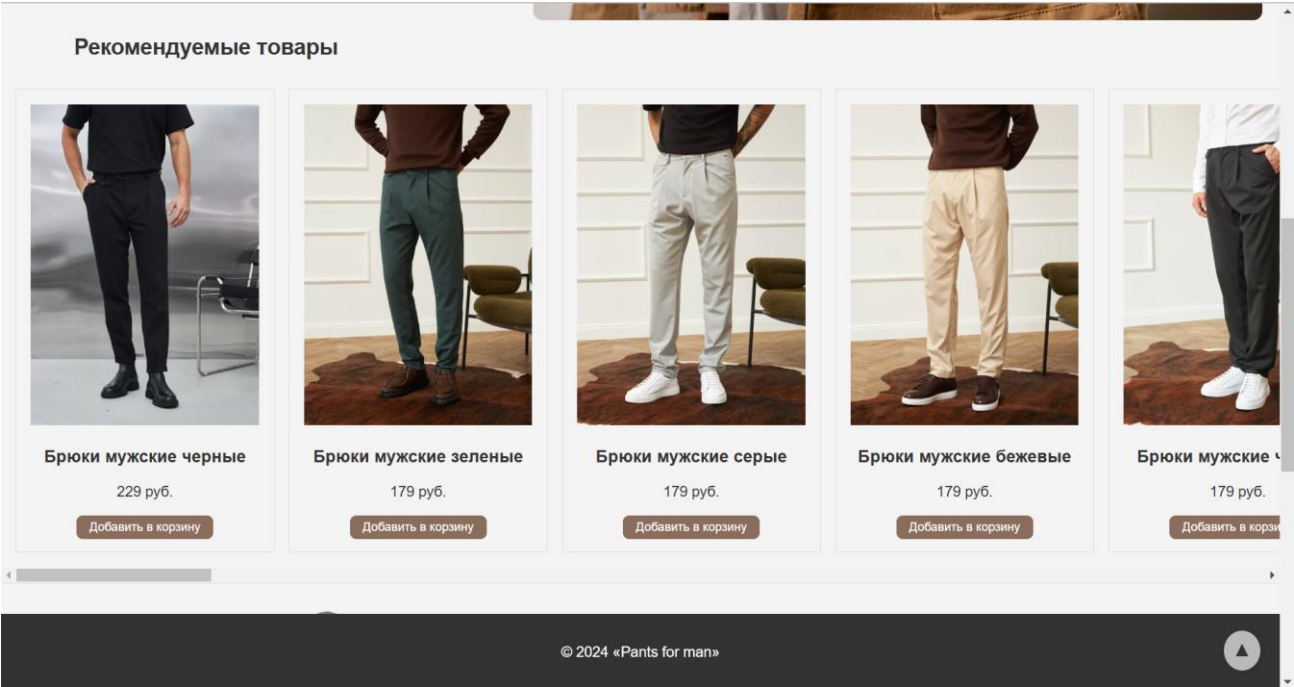 Рекомендуемые товары
Брюки мужские черные
229 руб.
Добавить в корзину
Брюки мужские зеленые
179 руб.
Добавить в корзину
Брюки мужские серые
179 руб.
Добавить в корзину
Брюки мужские бежевые
179 руб.
Добавить в корзину
Брюки мужские
179 руб.
Добавить в
© 2024 «Pants for man»